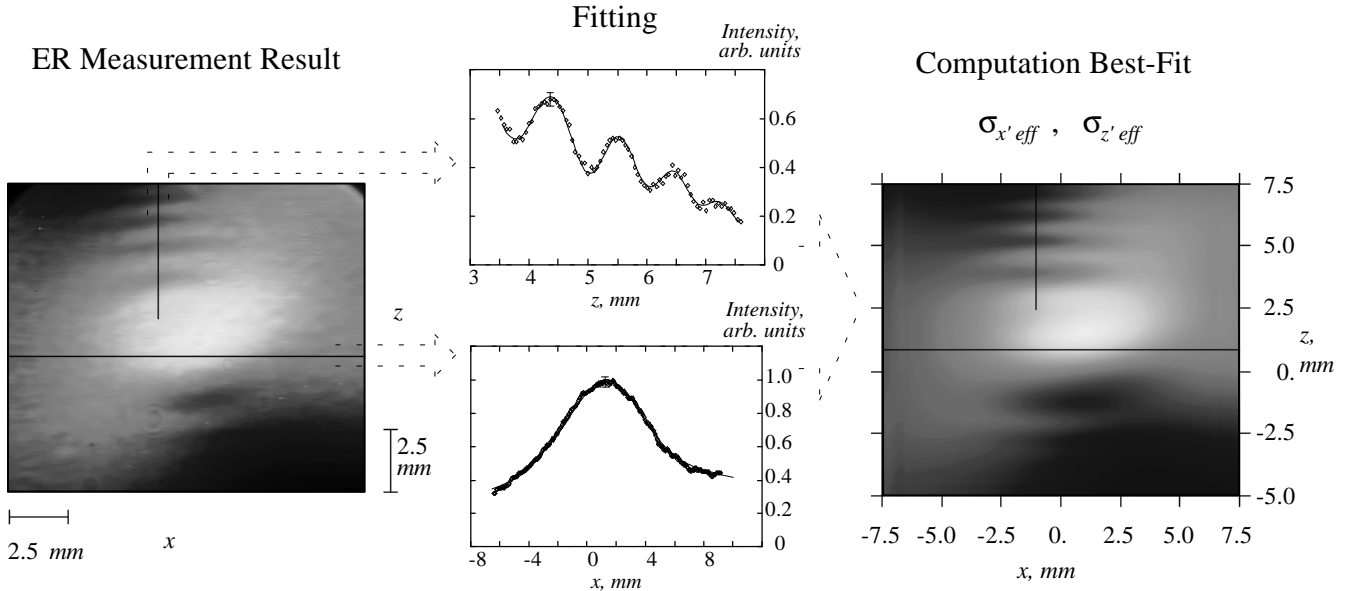 ER Measurement Result
z
2.5
mm
2.5 mm
x
Fitting
Intensity,
arb. units
0.6
0.4
0.2
0
3 4 5 6 7
z, mm
Intensity,
arb. units
1.0
0.8
0.6
0.4
0.2
0
-8 -4 0 4 8
x, mm
Computation Best-Fit
σx' eff , σz' eff
7.5
5.0
2.5
z,
0. mm
-2.5
-5.0
-7.5 -5.0 -2.5 0. 2.5 5.0 7.5
x, mm